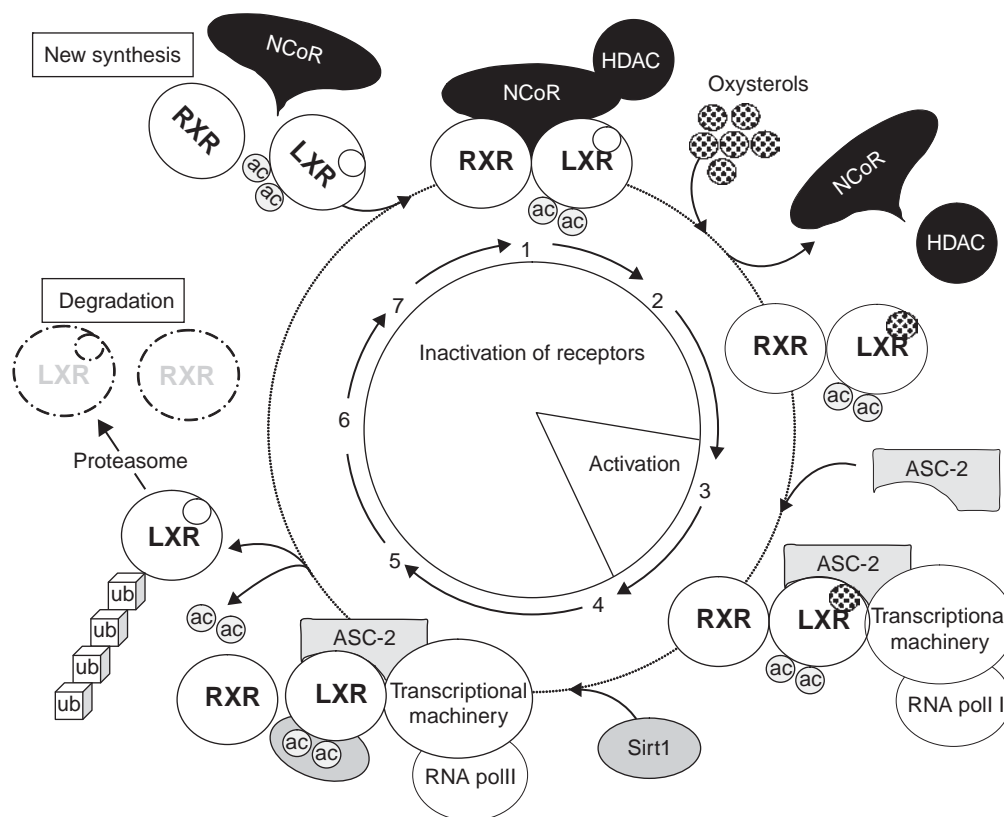 New synthesis
NCoR
RXR
LXR
ac
ac
HDAC
NCoR
RXR
LXR
ac
ac
Oxysterols
NCoR
HDAC
RXR
LXR
ac
ac
ASC-2
ASC-2
RXR
LXR
ac
ac
Transcriptional
machinery
RNA polI I
Sirt1
ASC-2
RXR
LXR
ac
ac
Transcriptional
machinery
RNA polII
ac
ac
LXR
ub
ub
ub
ub
Proteasome
Degradation
LXR
RXR
1
2
3
4
5
6
7
Inactivation of receptors
Activation